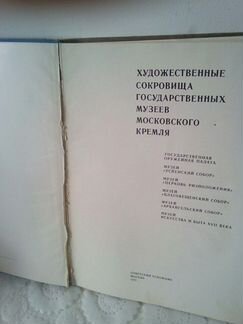 ХУДОЖЕСТВЕННЫЕ
СОКРОВИЩА
ГОСУДАРСТВЕННЫХ
МУЗЕЕВ
МОСКОВСКОГО
КРЕМЛЯ
ГОСУДАРСТВЕННАЯ
ОРУЖЕЙНАЯ ПАЛАТА
МУЗЕЙ
«УСПЕНСКИЙ СОБОР»
МУЗЕЙ
«ЦЕРКОВЬ РИЗПОЛОЖЕНИЯ»
МУЗЕЙ
«БЛАГОВЕЩЕНСКИЙ СОБОР»
МУЗЕЙ
«АРХАНГЕЛЬСКИЙ СОБОР»
МУЗЕЙ
ИСКУССТВА И БЫТА XVII ВЕКА
СОВЕТСКИЙ ХУДОЖНИК
МОСКВА